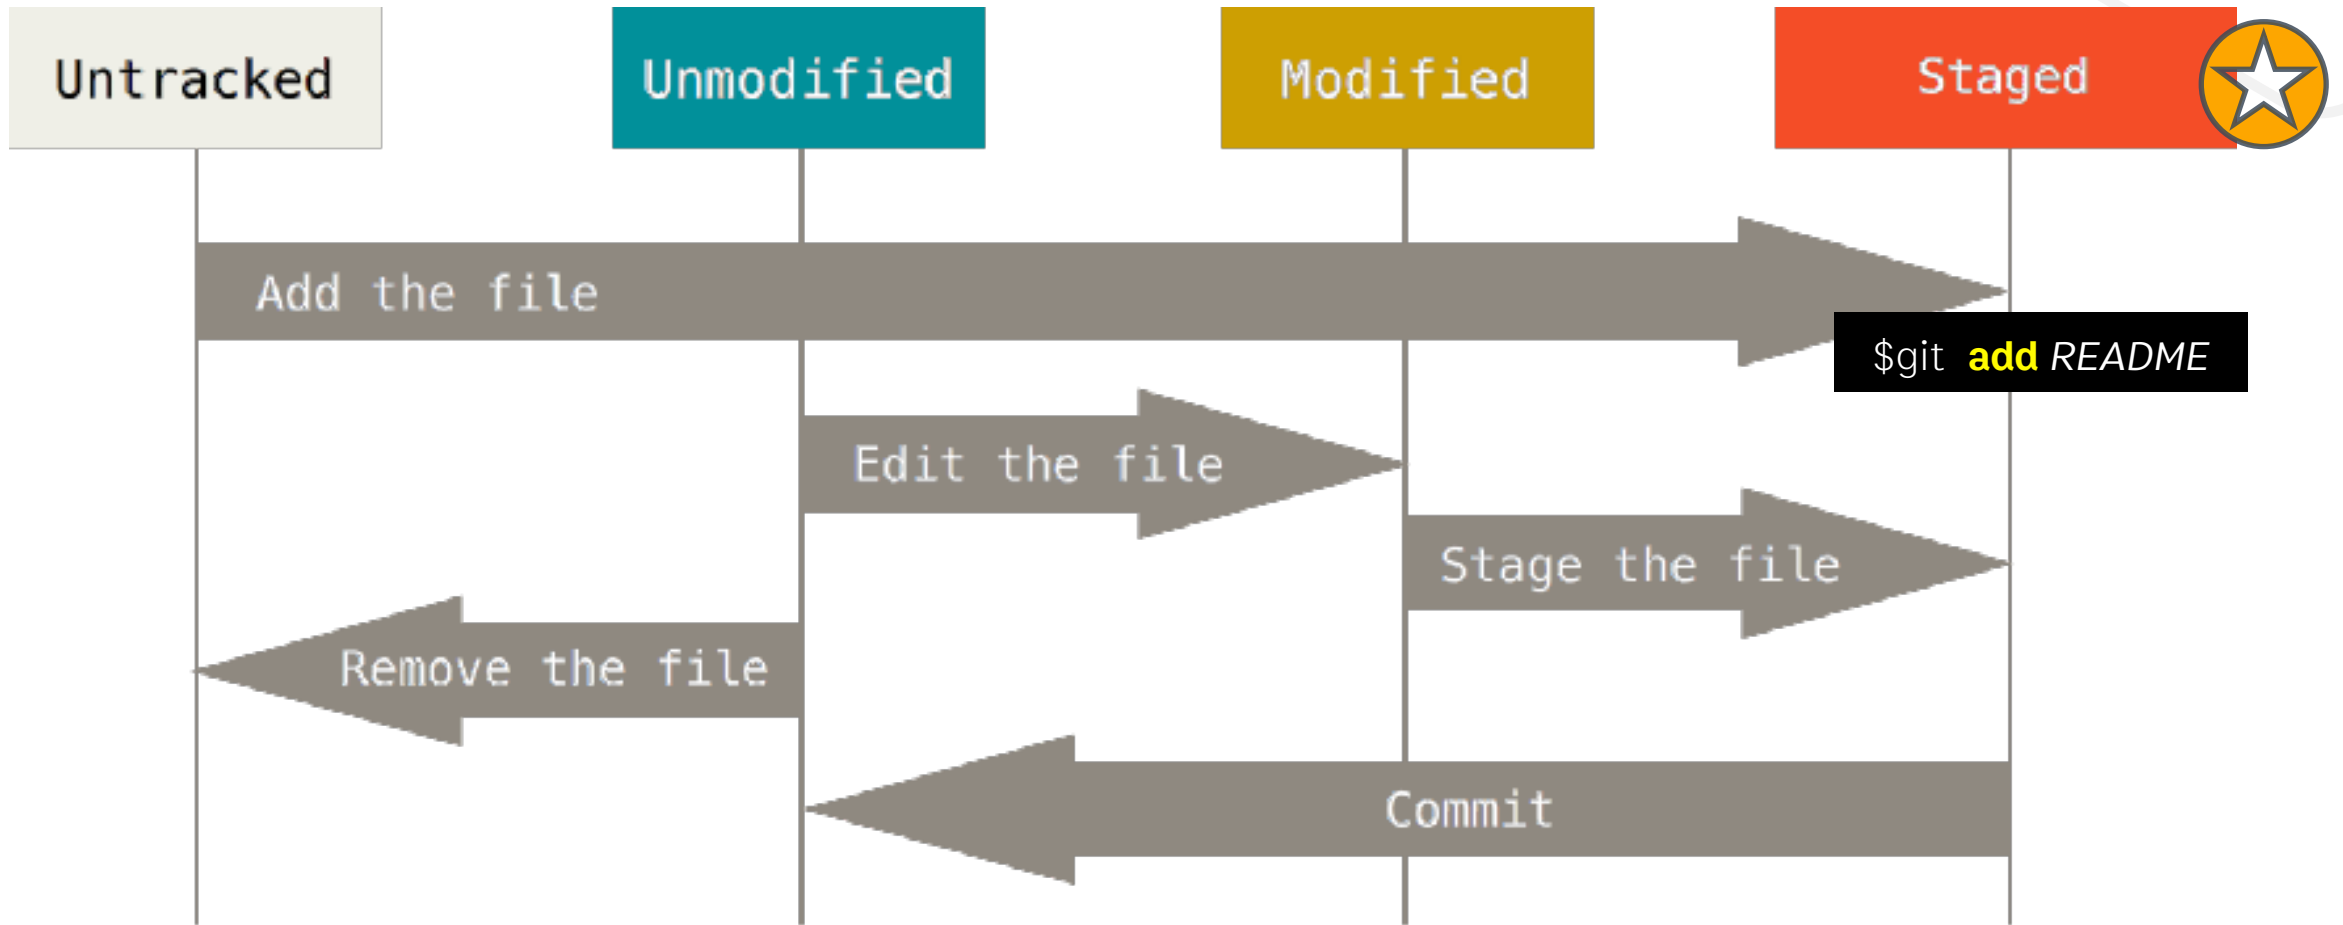 Untracked
Unmodified
Modified
Staged
Add the file
$git add README
Edit the file
Stage the file
Remove the file
Commit